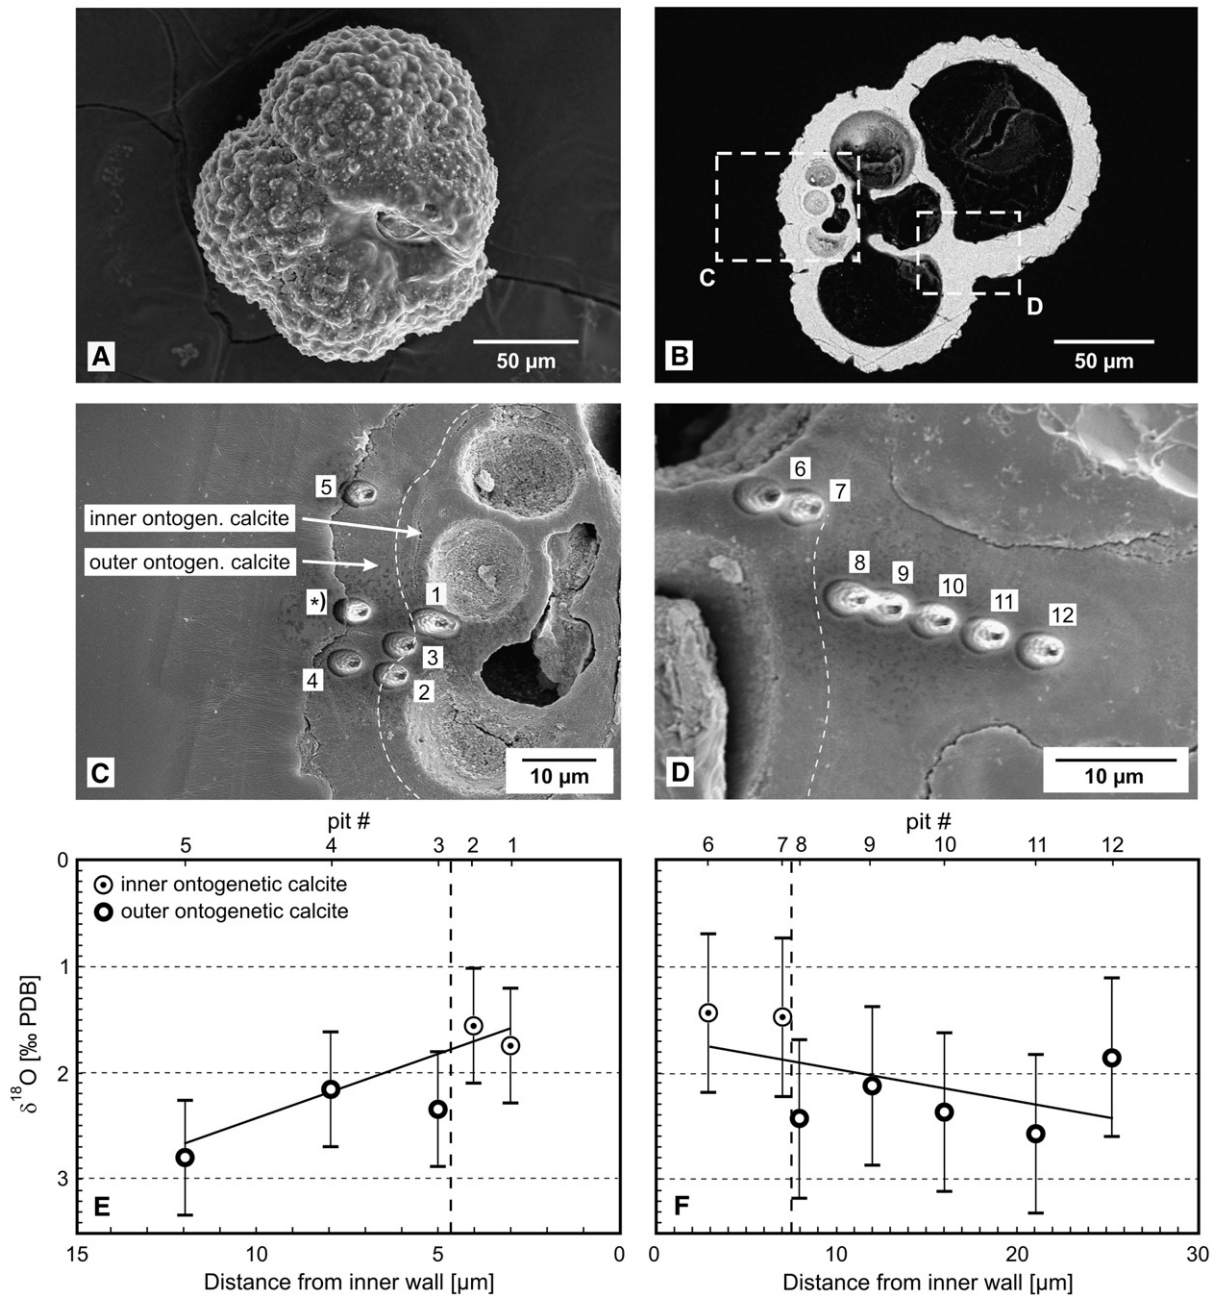 A
50 µm
B
50 µm
C
D
5
inner ontogen. calcite
outer ontogen. calcite
*)
1
3
4
2
C
10 µm
6
7
8
9
10
11
12
D
10 µm
pit #
5 4 3 2 1
pit #
6 7 8 9 10 11 12
0
1
2
3
δ18O [‰ PDB]
inner ontogenetic calcite
outer ontogenetic calcite
E
F
15 10 5 0
0 10 20 30
Distance from inner wall [µm]
Distance from inner wall [µm]